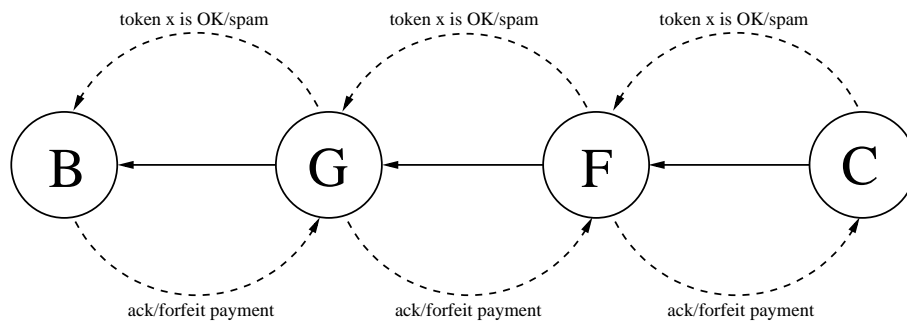 token x is OK/spam token x is OK/spam token x is OK/spam
B G F C
ack/forfeit payment ack/forfeit payment ack/forfeit payment